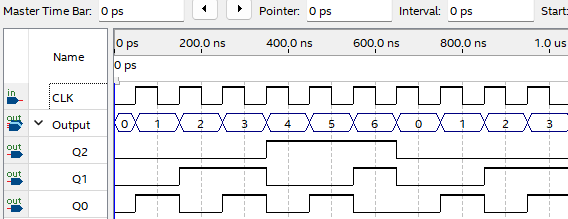 Master Time Bar: 0 ps Pointer: 0 ps Interval: 0 ps Start:
Name 0 ps 200.0 ns 400.0 ns 600.0 ns 800.0 ns 1.0 us
0 ps
in CLK
out Output 0 1 2 3 4 5 6 0 1 2 3
out Q2
out Q1
out Q0